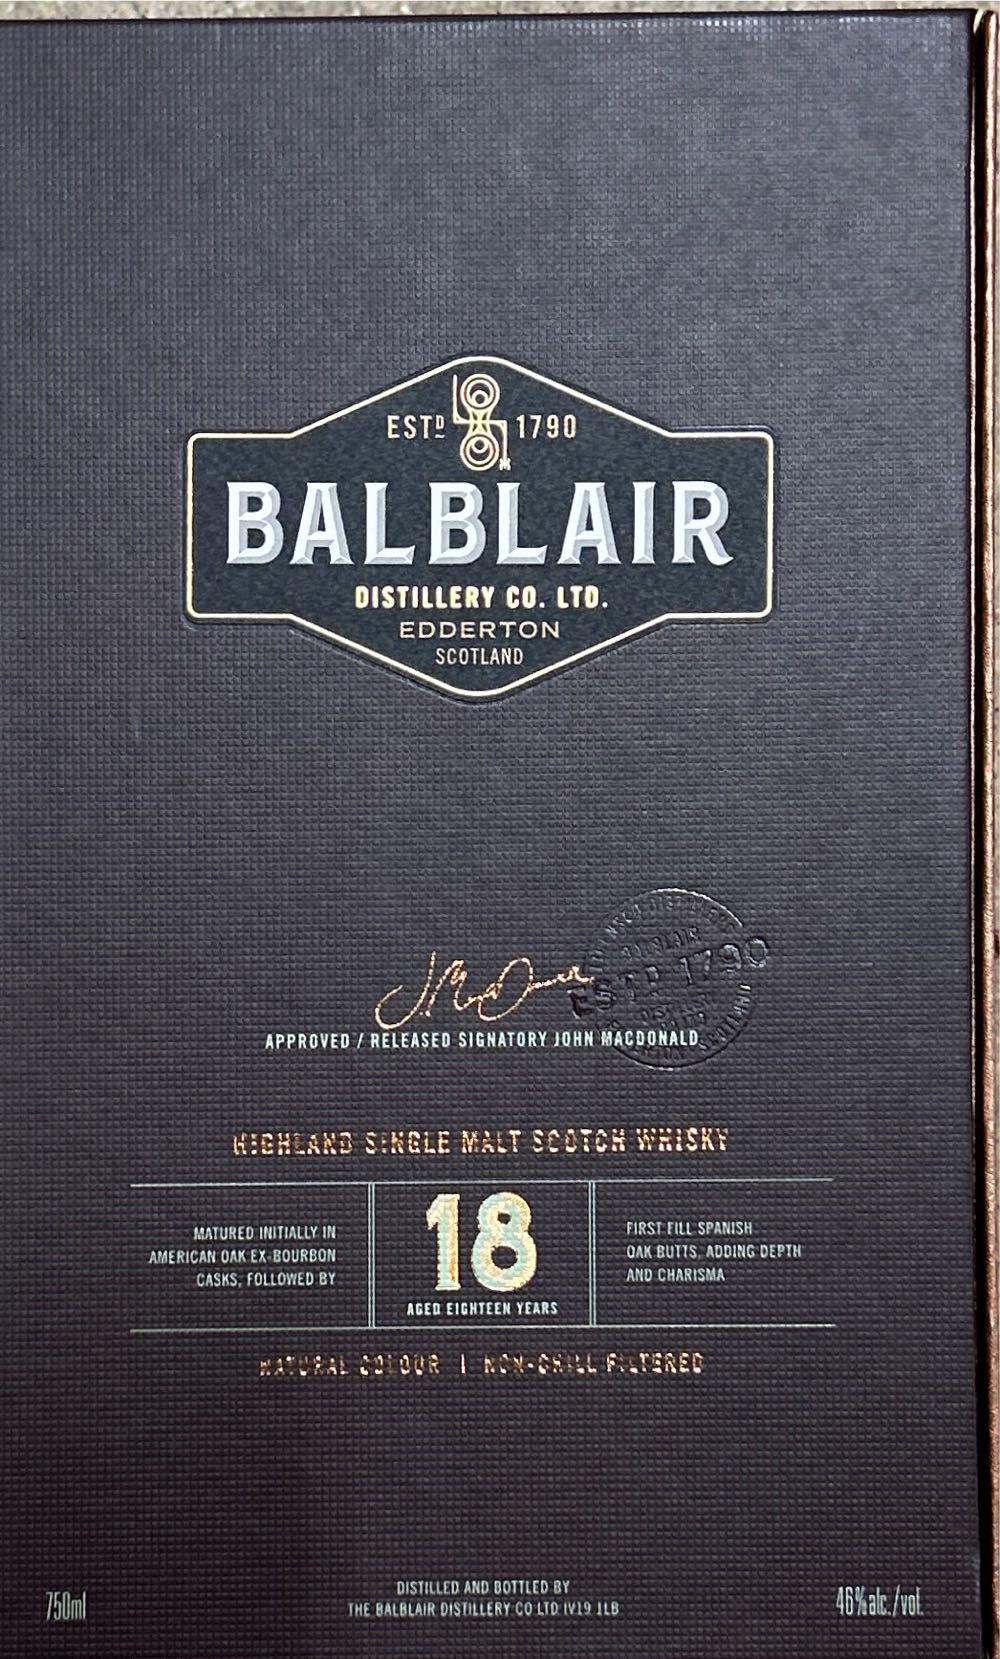 ESTD 1790
BALBLAIR
DISTILLERY CO. LTD.
EDDERTON
SCOTLAND
BALBLAIR
ESTD 1790
APPROVED / RELEASED SIGNATORY JOHN MACDONALD
HIGHLAND SINGLE MALT SCOTCH WHISKY
MATURED INITIALLY IN
AMERICAN OAK EX-BOURBON
CASKS, FOLLOWED BY
18
AGED EIGHTEEN YEARS
FIRST FILL SPANISH
OAK BUTTS, ADDING DEPTH
AND CHARISMA
NATURAL COLOUR | NON-CHILL FILTERED
750ml
DISTILLED AND BOTTLED BY
THE BALBLAIR DISTILLERY CO LTD IV19 1LB
46%alc./vol.